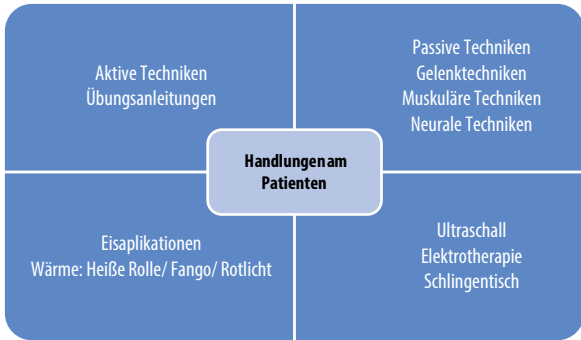 Aktive Techniken
Übungsanleitungen
Passive Techniken
Gelenktechniken
Muskuläre Techniken
Neurale Techniken
Handlungen am
Patienten
Eisaplikationen
Wärme: Heiße Rolle/ Fango/ Rotlicht
Ultraschall
Elektrotherapie
Schlingentisch